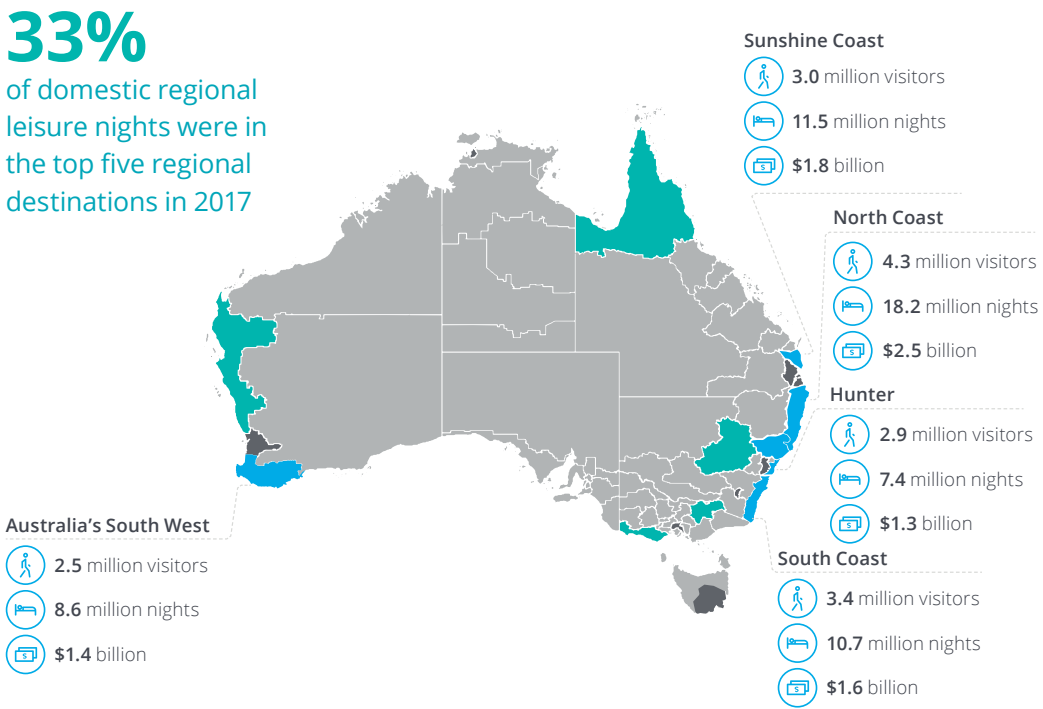 33%
of domestic regional
leisure nights were in
the top five regional
destinations in 2017
Sunshine Coast
3.0 million visitors
11.5 million nights
$1.8 billion
North Coast
4.3 million visitors
18.2 million nights
$2.5 billion
Hunter
2.9 million visitors
7.4 million nights
$1.3 billion
South Coast
3.4 million visitors
10.7 million nights
$1.6 billion
Australia's South West
2.5 million visitors
8.6 million nights
$1.4 billion